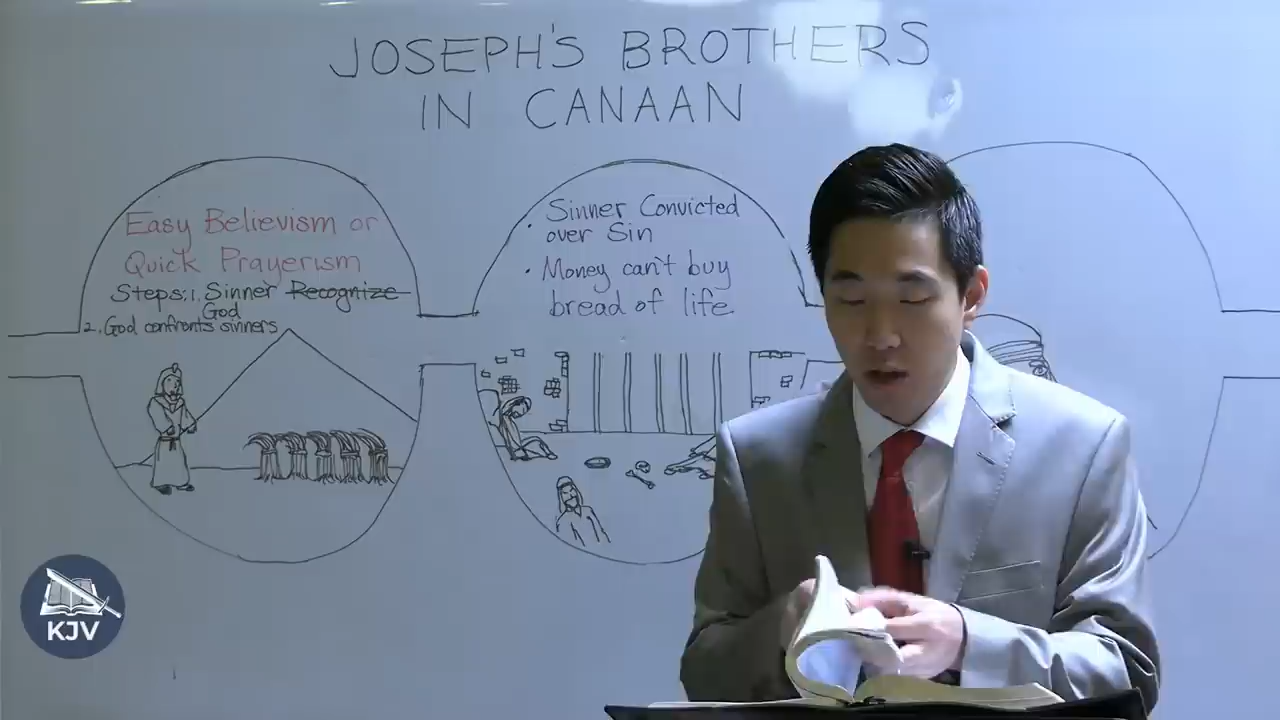 JOSEPH'S BROTHERS
IN CANAAN
Easy Believism or
Quick Prayerism
Steps: 1. Sinner Recognize
God
2. God confronts sinners
• Sinner Convicted
over Sin
• Money can't buy
bread of life
KJV